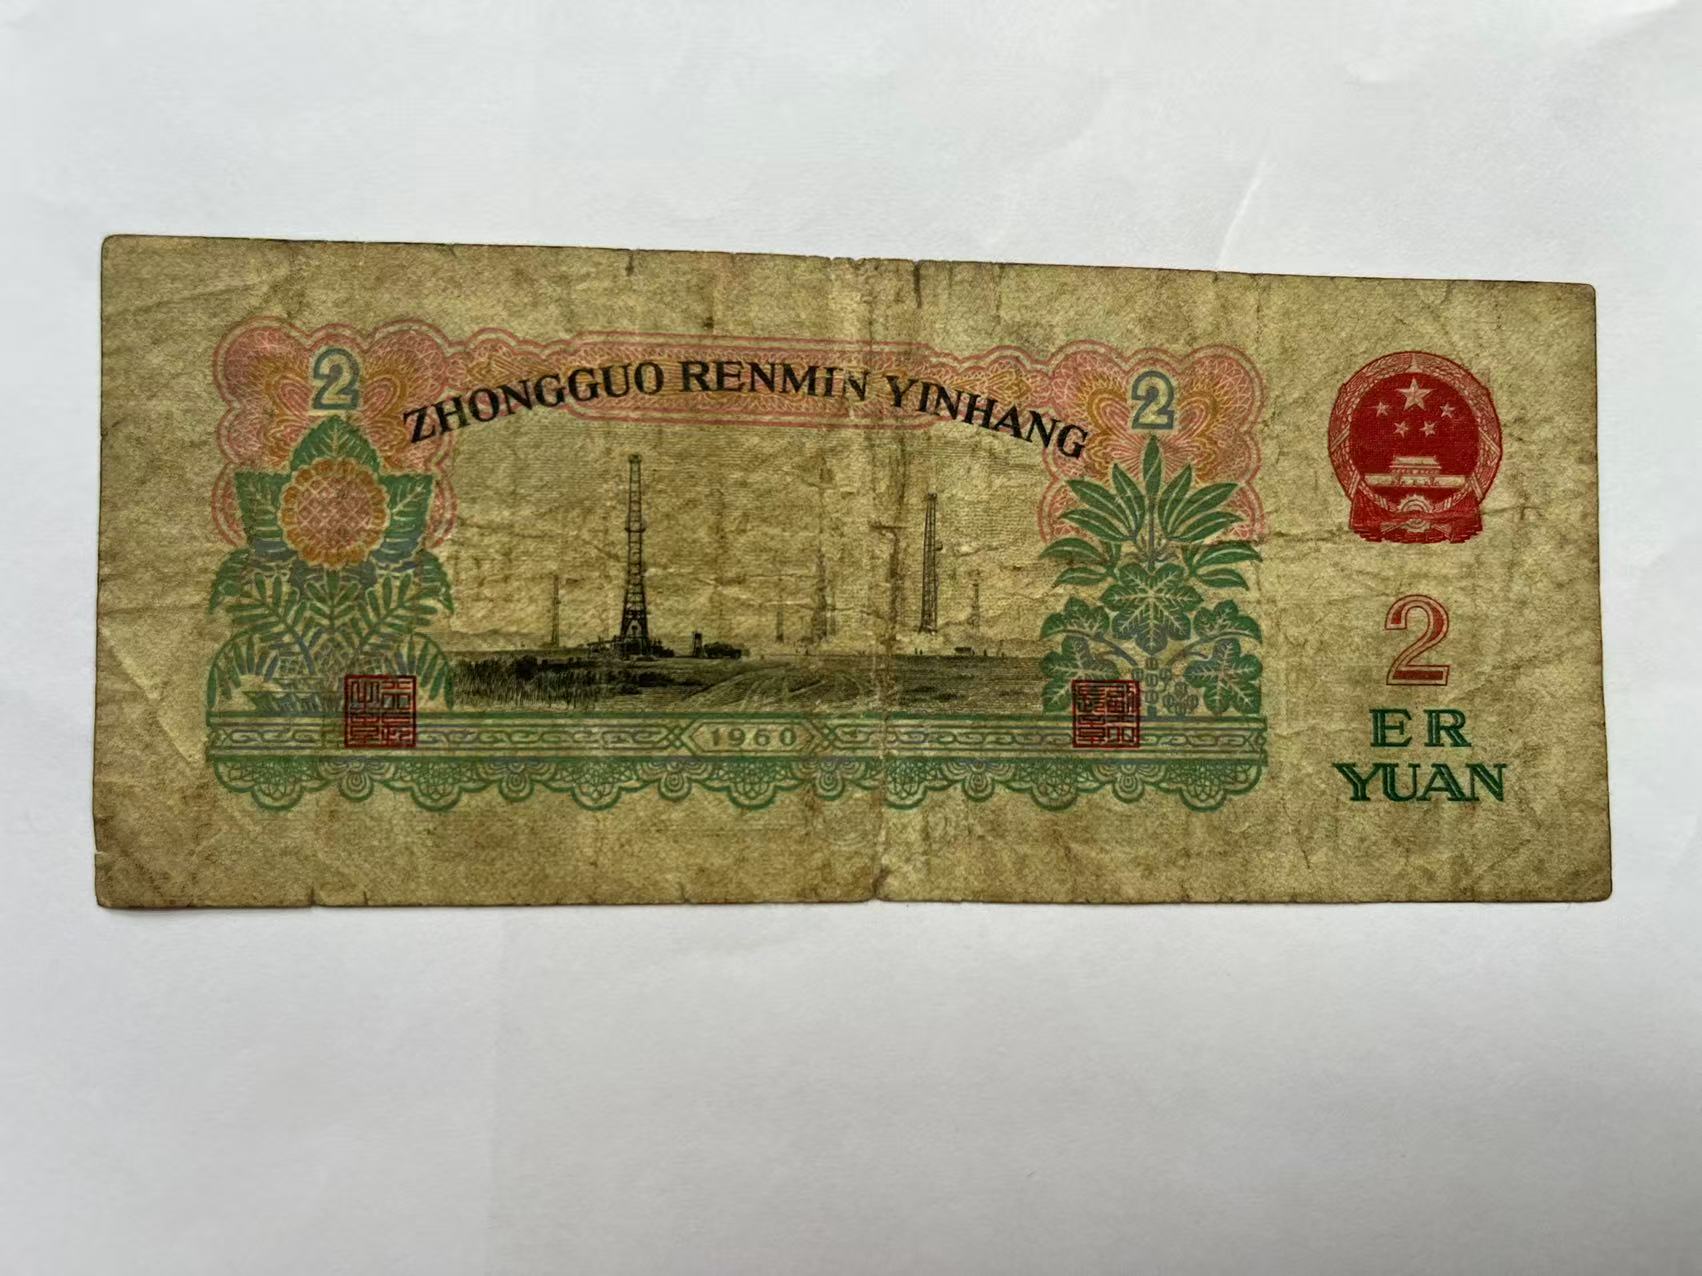 2
ZHONGGUO RENMIN YINHANG
2
2
ER
YUAN
1960